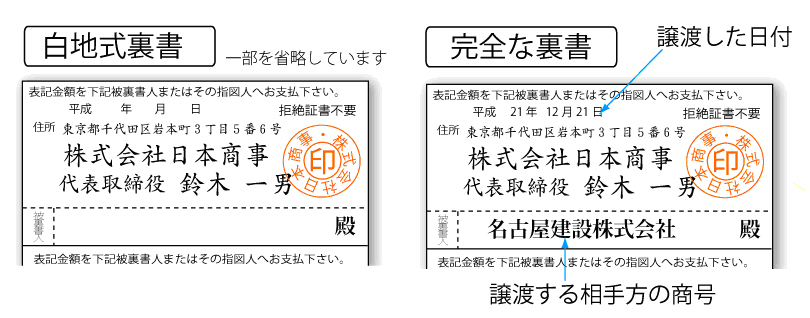 白地式裏書
一部を省略しています
表記金額を下記被裏書人またはその指図人へお支払下さい。
平成　　年　　月　　日
拒絶証書不要
住所 東京都千代田区岩本町3丁目5番6号
株式会社日本商事
代表取締役 鈴木 一男
株式会社日本商事・
印
被裏書人
殿
表記金額を下記被裏書人またはその指図人へお支払下さい。
完全な裏書
譲渡した日付
表記金額を下記被裏書人またはその指図人へお支払下さい。
平成　21年 12月21日
拒絶証書不要
住所 東京都千代田区岩本町3丁目5番6号
株式会社日本商事
代表取締役 鈴木 一男
株式会社日本商事・
印
被裏書人
名古屋建設株式会社 殿
表記金額を下記被裏書人またはその指図人へお支払下さい。
譲渡する相手方の商号